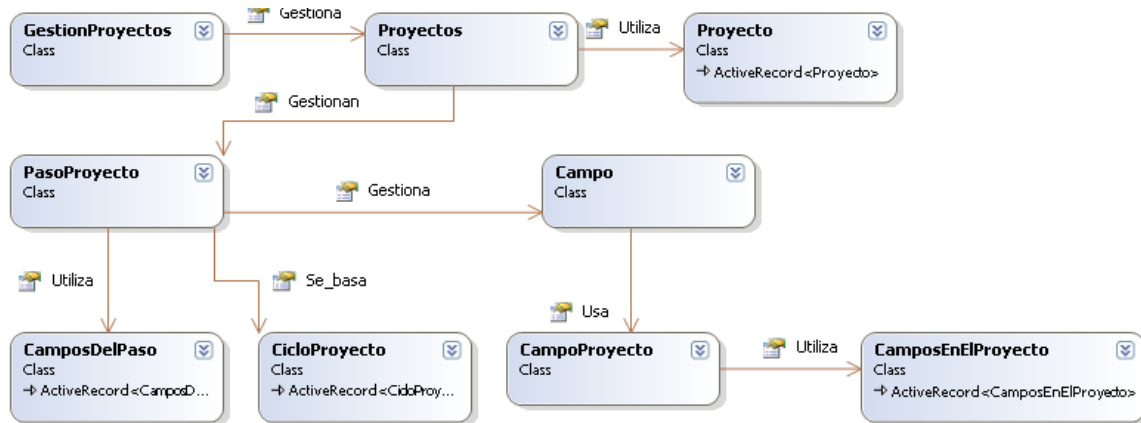 Gestiona
GestionProyectos
Class
Proyectos
Class
Utiliza
Proyecto
Class
ActiveRecord<Proyecto>
Gestionan
PasoProyecto
Class
Gestiona
Campo
Class
Utiliza
Se_basa
Usa
CamposDelPaso
Class
ActiveRecord<CamposD...
CicloProyecto
Class
ActiveRecord<CicloProy...
CampoProyecto
Class
Utiliza
CamposEnElProyecto
Class
ActiveRecord<CamposEnElProyecto>